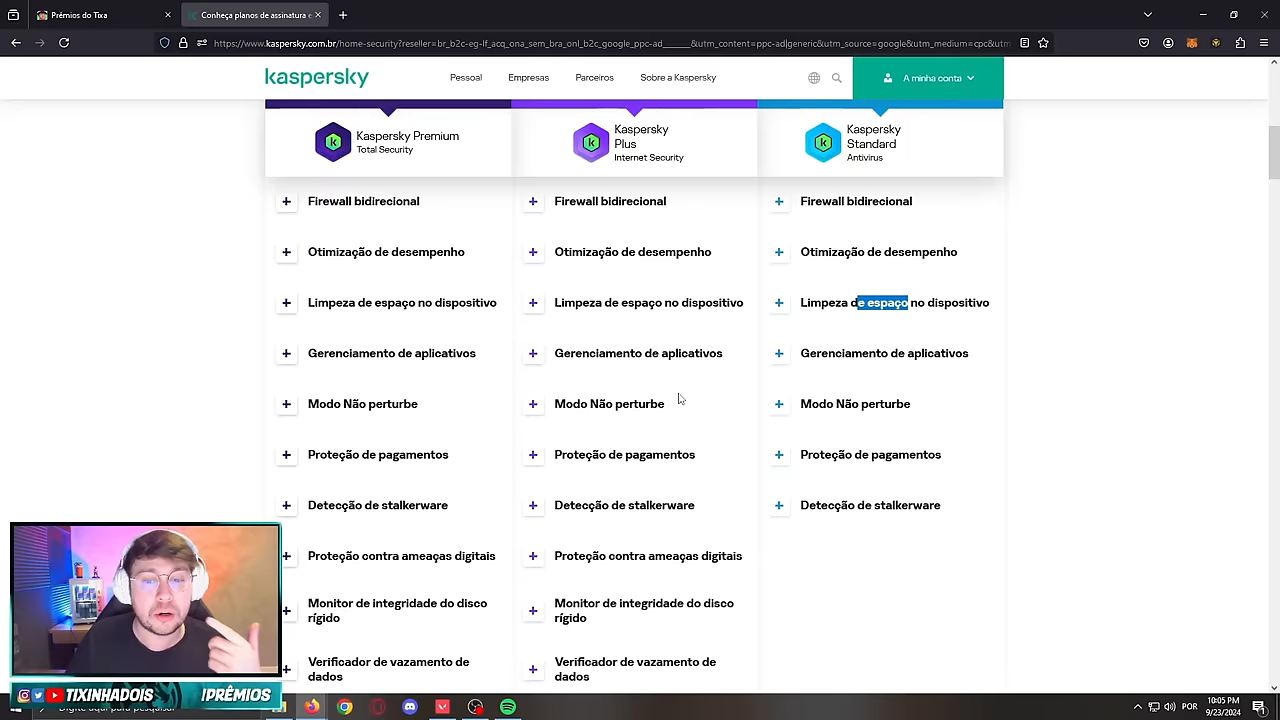 Prêmios do Tixa
Conheça planos de assinatura e
https://www.kaspersky.com.br/home-security?reseller=br_b2c-eg-lf_acq_ona_sem_bra_onl_b2c_google_ppc-ad______&utm_content=ppc-ad|generic&utm_source=google&utm_medium=cpc&utm
kaspersky
Pessoal
Empresas
Parceiros
Sobre a Kaspersky
A minha conta
Kaspersky Premium
Total Security
Kaspersky
Plus
Internet Security
Kaspersky
Standard
Antivirus
Firewall bidirecional
Firewall bidirecional
Firewall bidirecional
Otimização de desempenho
Otimização de desempenho
Otimização de desempenho
Limpeza de espaço no dispositivo
Limpeza de espaço no dispositivo
Limpeza de espaço no dispositivo
Gerenciamento de aplicativos
Gerenciamento de aplicativos
Gerenciamento de aplicativos
Modo Não perturbe
Modo Não perturbe
Modo Não perturbe
Proteção de pagamentos
Proteção de pagamentos
Proteção de pagamentos
Detecção de stalkerware
Detecção de stalkerware
Detecção de stalkerware
Proteção contra ameaças digitais
Proteção contra ameaças digitais
Monitor de integridade do disco
rígido
Monitor de integridade do disco
rígido
Verificador de vazamento de
dados
Verificador de vazamento de
dados
TIXINHADOIS
!PRÊMIOS
Digite aqui para pesquisar
POR
10:05 PM
9/23/2024